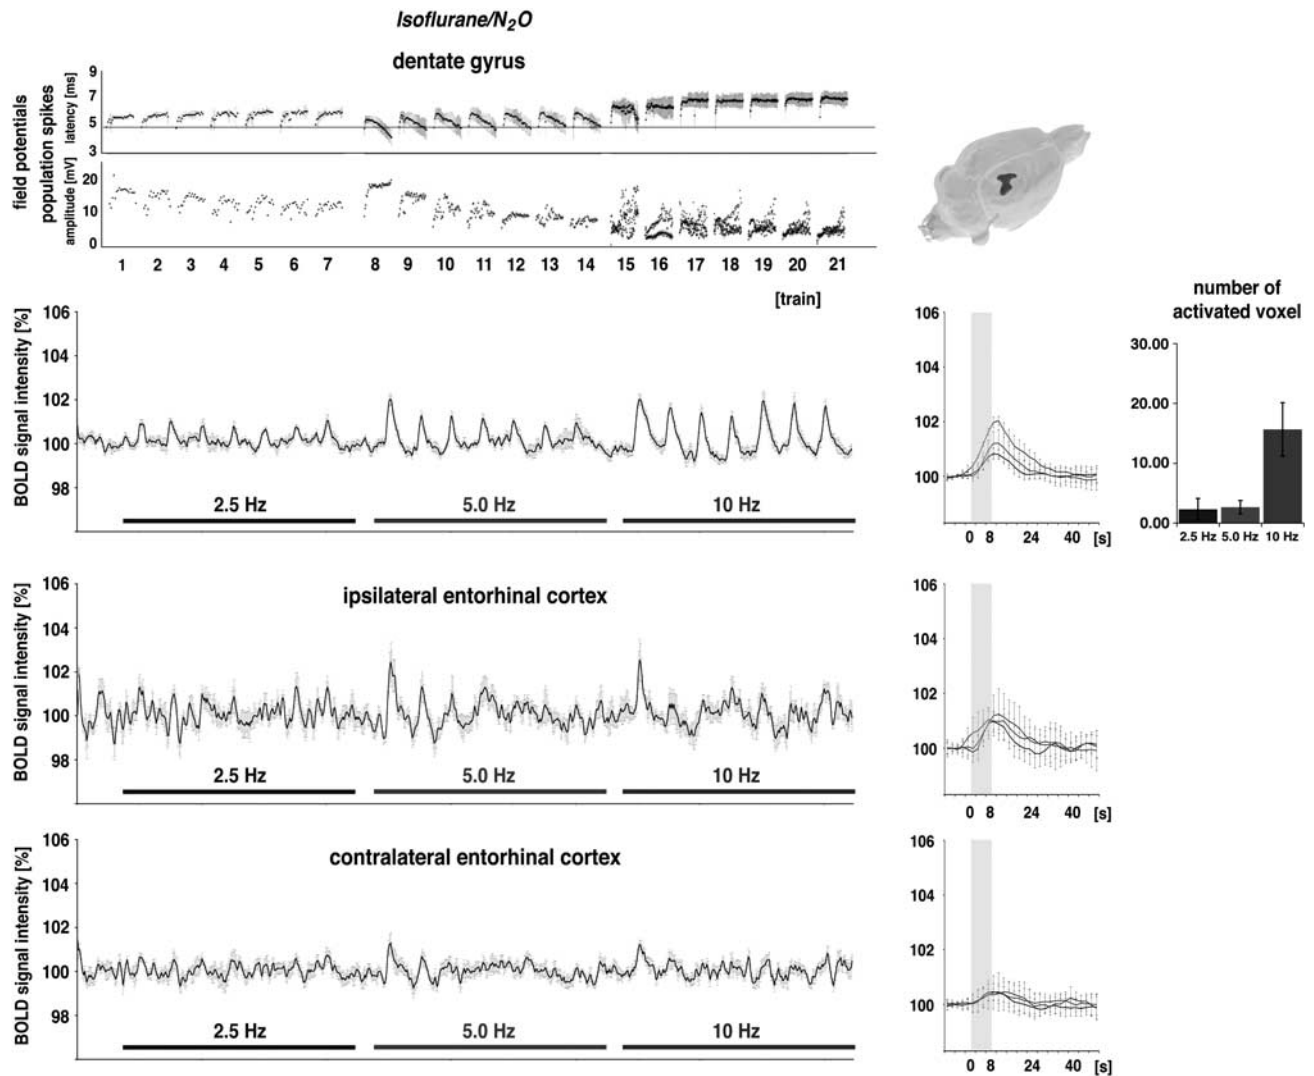 Isoflurane/N2O
dentate gyrus
field potentials
population spikes
latency [ms]
9
7
5
3
amplitude [mV]
20
10
0
1 2 3 4 5 6 7 8 9 10 11 12 13 14 15 16 17 18 19 20 21
[train]
BOLD signal intensity [%]
106
104
102
100
98
2.5 Hz 5.0 Hz 10 Hz
106
104
102
100
0 8 24 40 [s]
number of
activated voxel
30.00
20.00
10.00
0.00
2.5 Hz 5.0 Hz 10 Hz
ipsilateral entorhinal cortex
BOLD signal intensity [%]
106
104
102
100
98
2.5 Hz 5.0 Hz 10 Hz
106
104
102
100
0 8 24 40 [s]
contralateral entorhinal cortex
BOLD signal intensity [%]
106
104
102
100
98
2.5 Hz 5.0 Hz 10 Hz
106
104
102
100
0 8 24 40 [s]